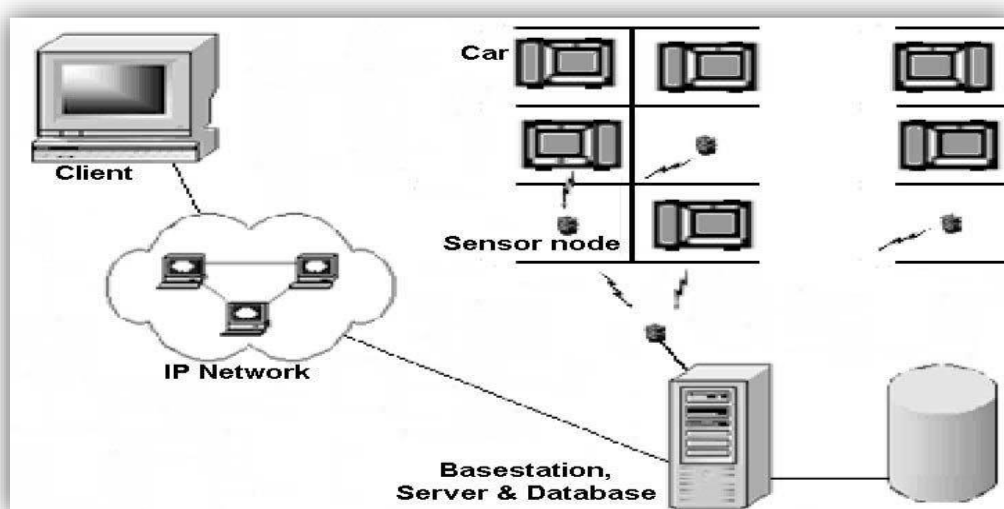 Car
Client
Sensor node
IP Network
Basestation,
Server & Database